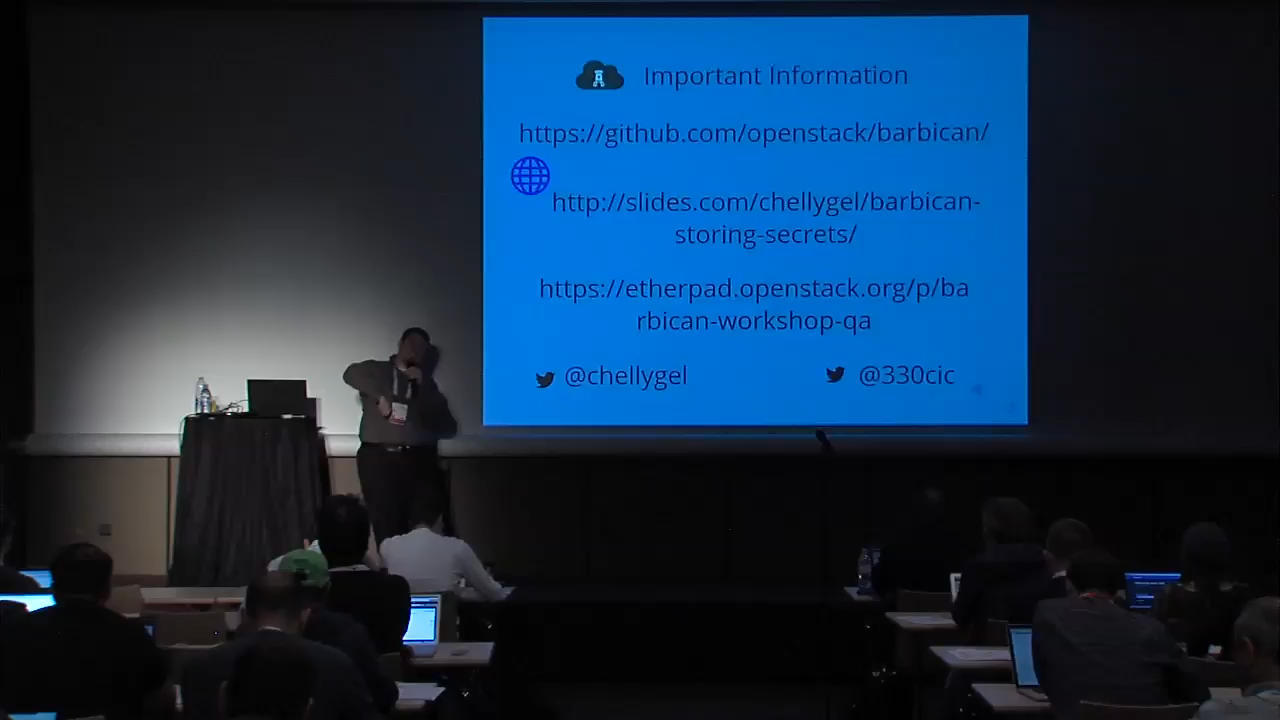 Important Information
https://github.com/openstack/barbican/
http://slides.com/chellygel/barbican-
storing-secrets/
https://etherpad.openstack.org/p/ba
rbican-workshop-qa
@chellygel @330cic